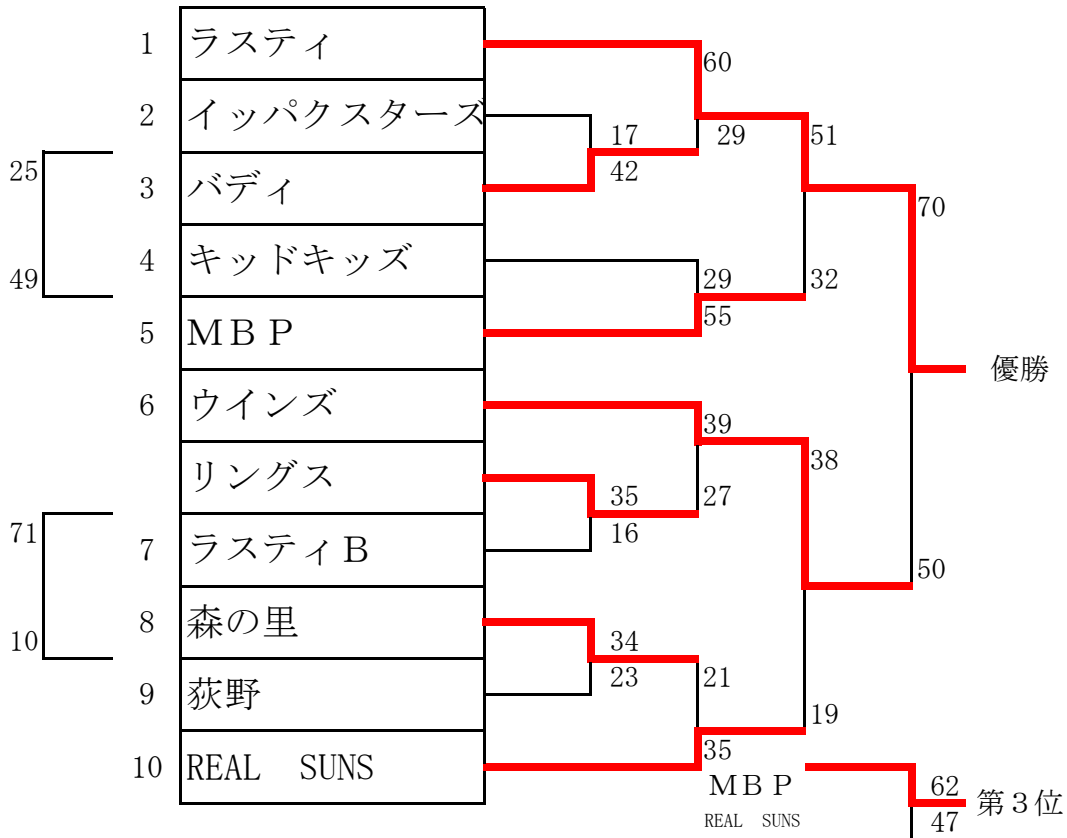 1 ラスティ
60
2 イッパクスターズ
17 29 51
25
3 バディ
42
70
4 キッドキッズ
49
29 32
5 ＭＢＰ
55
優勝
6 ウインズ
39
38
リングス
35 27
71
7 ラスティＢ
16
50
8 森の里
10
34
23 21
9 荻野
19
10 REAL SUNS
35
ＭＢＰ
62
第３位
REAL SUNS
47